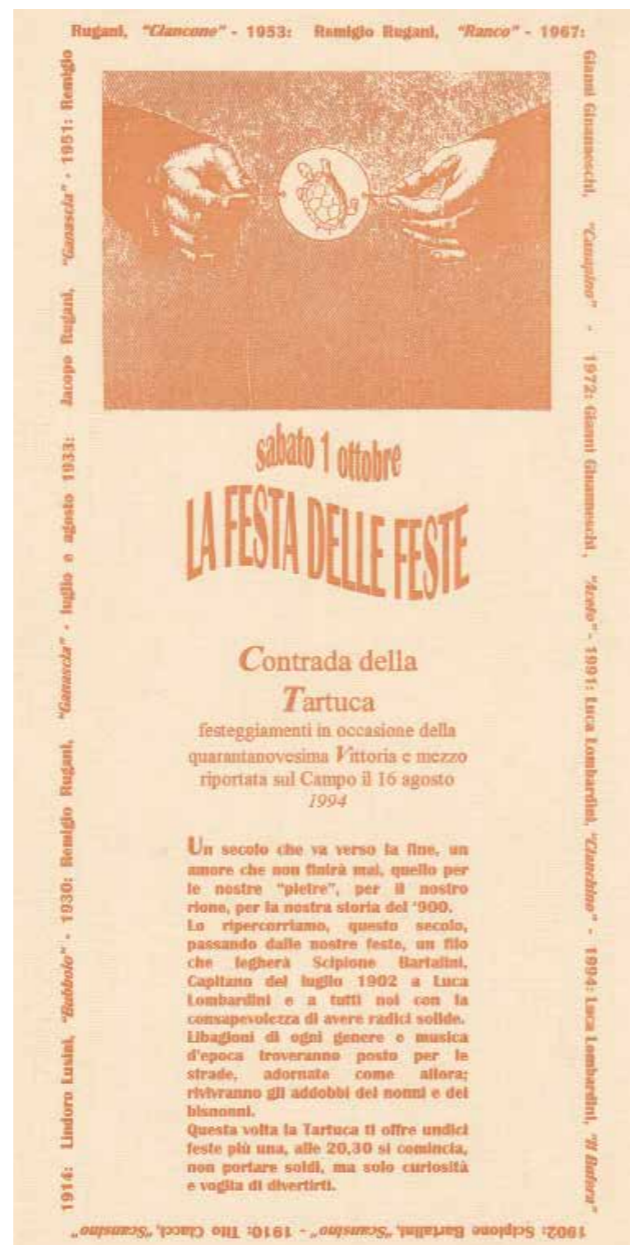 1902: Scipione Bartalini, "Scansino" - 1910: Tito Ciacci, "Scansino"
1914: Lindoro Lusini, "Bubbolo" - 1930: Remigio Rugani, "Ganascia" - luglio e agosto 1933: Jacopo Rugani, "Ganascia" - 1951: Remigio
Rugani, "Ciancone" - 1953: Remigio Rugani, "Ranco" - 1967:
Gianni Ginanneschi, "Canapino" - 1972: Gianni Ginanneschi, "Aceto" - 1991: Luca Lombardini, "Cianchino" - 1994: Luca Lombardini, "Il Bufera"
sabato 1 ottobre
LA FESTA DELLE FESTE
Contrada della
Tartuca
festeggiamenti in occasione della
quarantanovesima Vittoria e mezzo
riportata sul Campo il 16 agosto
1994
Un secolo che va verso la fine, un
amore che non finirà mai, quello per
le nostre "pietre", per il nostro
rione, per la nostra storia del '900.
Lo ripercorriamo, questo secolo,
passando dalle nostre feste, un filo
che legherà Scipione Bartalini,
Capitano del luglio 1902 a Luca
Lombardini e a tutti noi con la
consapevolezza di avere radici solide.
Libagioni di ogni genere e musica
d'epoca troveranno posto per le
strade, adornate come allora;
rivivranno gli addobbi dei nonni e dei
bisnonni.
Questa volta la Tartuca ti offre undici
feste più una, alle 20,30 si comincia,
non portare soldi, ma solo curiosità
e voglia di divertirti.